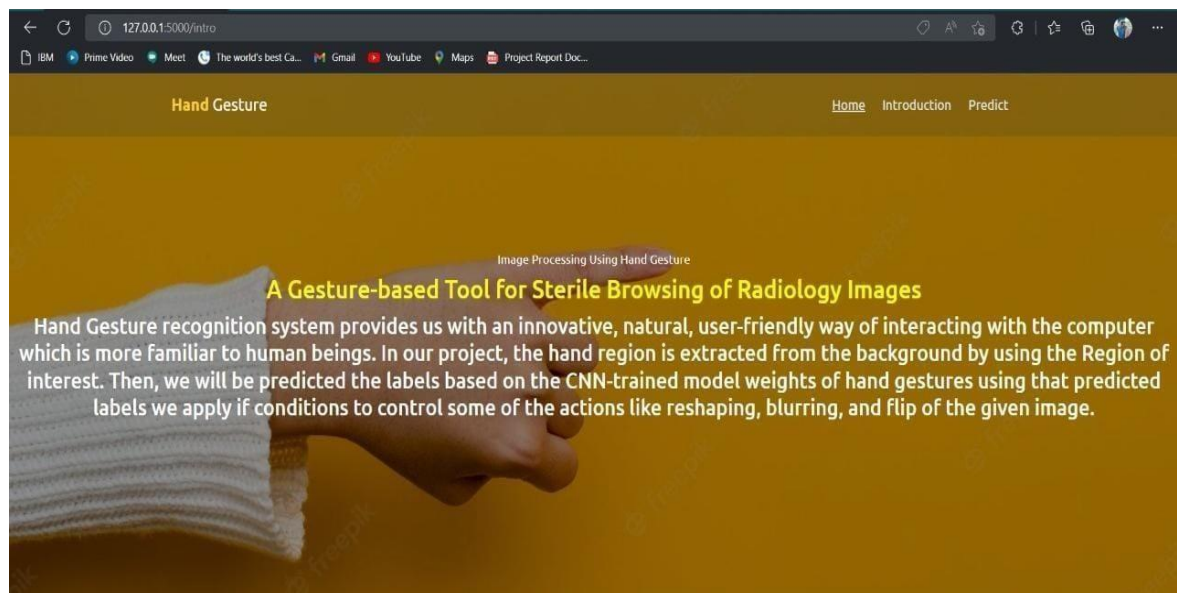 127.0.0.1:5000/intro
IBM Prime Video Meet The world's best Ca... Gmail YouTube Maps Project Report Doc...
Hand Gesture Home Introduction Predict
Image Processing Using Hand Gesture
A Gesture-based Tool for Sterile Browsing of Radiology Images
Hand Gesture recognition system provides us with an innovative, natural, user-friendly way of interacting with the computer
which is more familiar to human beings. In our project, the hand region is extracted from the background by using the Region of
interest. Then, we will be predicted the labels based on the CNN-trained model weights of hand gestures using that predicted
labels we apply if conditions to control some of the actions like reshaping, blurring, and flip of the given image.
freepik
freepik
freepik